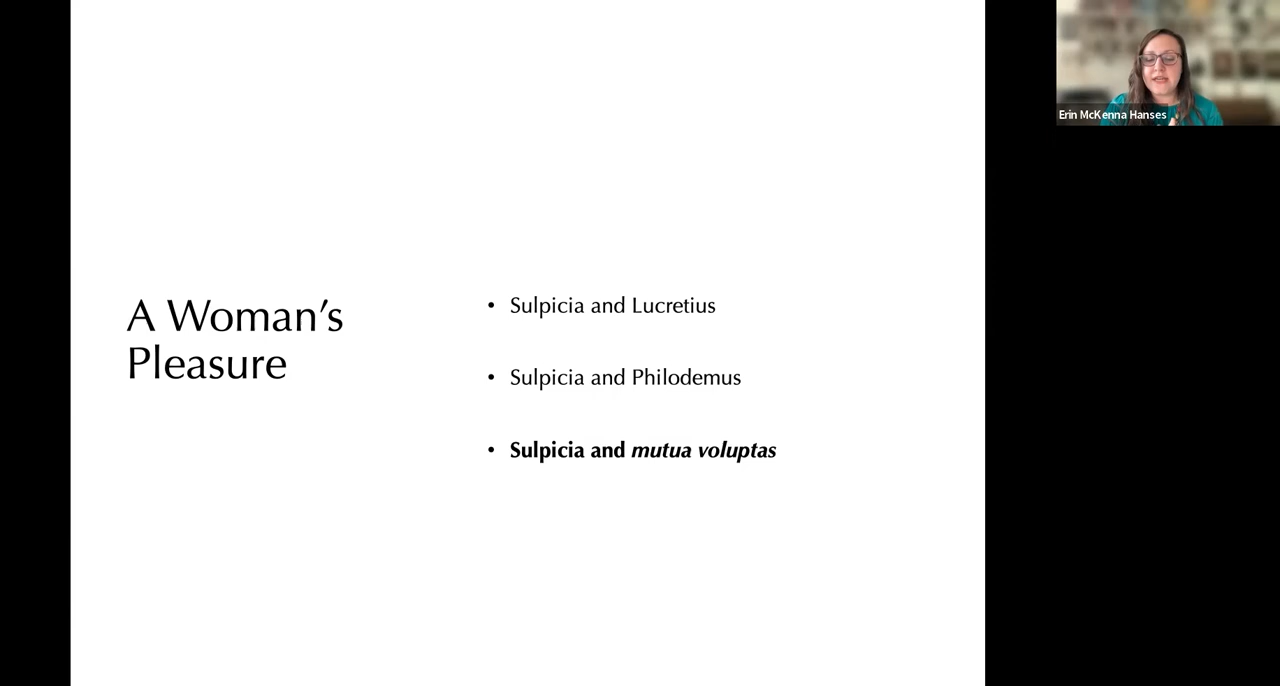 A Woman’s
Pleasure
• Sulpicia and Lucretius
• Sulpicia and Philodemus
• Sulpicia and mutua voluptas
Erin McKenna Hanses